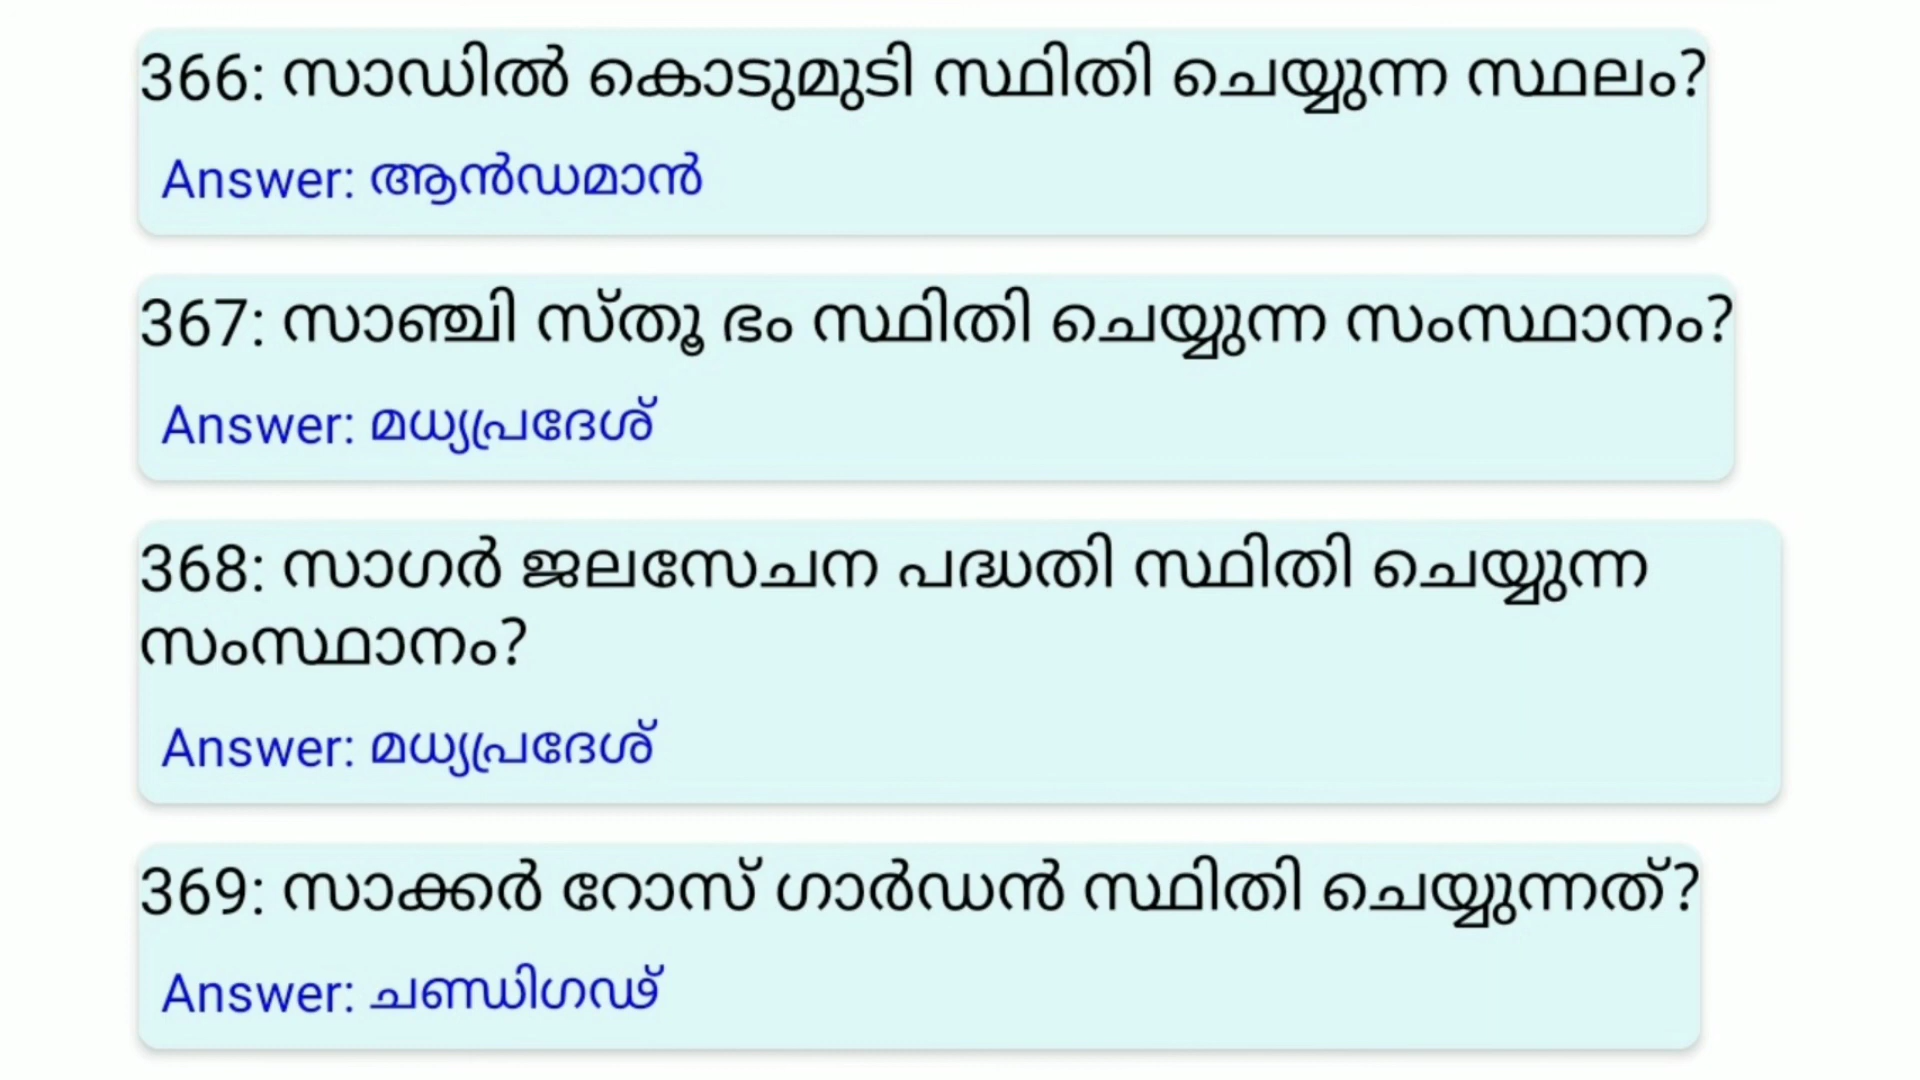 366: സാഡിൽ കൊടുമുടി സ്ഥിതി ചെയ്യുന്ന സ്ഥലം?
Answer: ആൻഡമാൻ
367: സാഞ്ചി സ്തൂ ഭം സ്ഥിതി ചെയ്യുന്ന സംസ്ഥാനം?
Answer: മധ്യപ്രദേശ്
368: സാഗർ ജലസേചന പദ്ധതി സ്ഥിതി ചെയ്യുന്ന
സംസ്ഥാനം?
Answer: മധ്യപ്രദേശ്
369: സാക്കർ റോസ് ഗാർഡൻ സ്ഥിതി ചെയ്യുന്നത്?
Answer: ചണ്ഡിഗഢ്